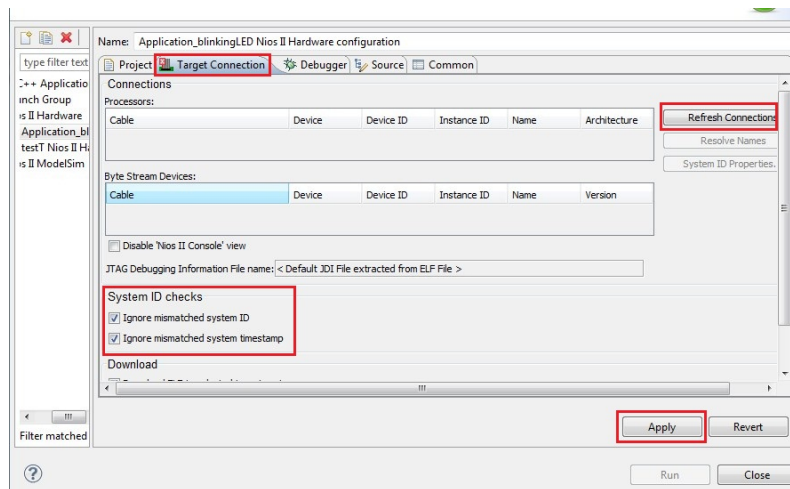 Name: Application_blinkingLED Nios II Hardware configuration
type filter text
Project Target Connection Debugger Source Common
C++ Applicatio
Connections
unch Group
Processors:
os II Hardware
Cable Device Device ID Instance ID Name Architecture
Refresh Connections
Application_bl
testT Nios II Ha
Resolve Names
os II ModelSim
System ID Properties.
Byte Stream Devices:
Cable Device Device ID Instance ID Name Version
Disable 'Nios II Console' view
JTAG Debugging Information File name: < Default JDI File extracted from ELF File >
System ID checks
Ignore mismatched system ID
Ignore mismatched system timestamp
Download
Apply Revert
Filter matched
Run Close